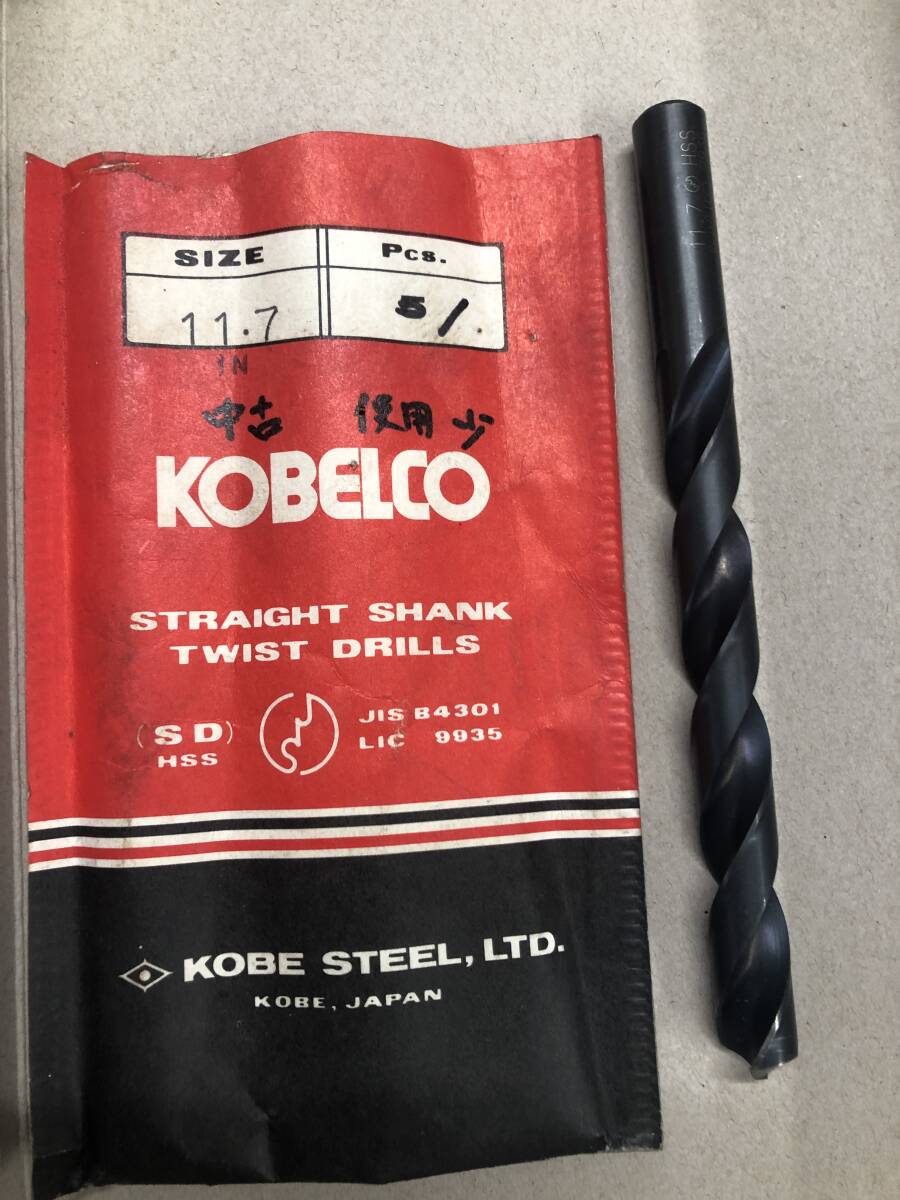 SIZE Pcs.
11.7 5/.
IN
中古 使用少
KOBELCO
STRAIGHT SHANK
TWIST DRILLS
(SD) JIS B4301
HSS LIC 9935
KOBE STEEL, LTD.
KOBE, JAPAN
11.7 HSS